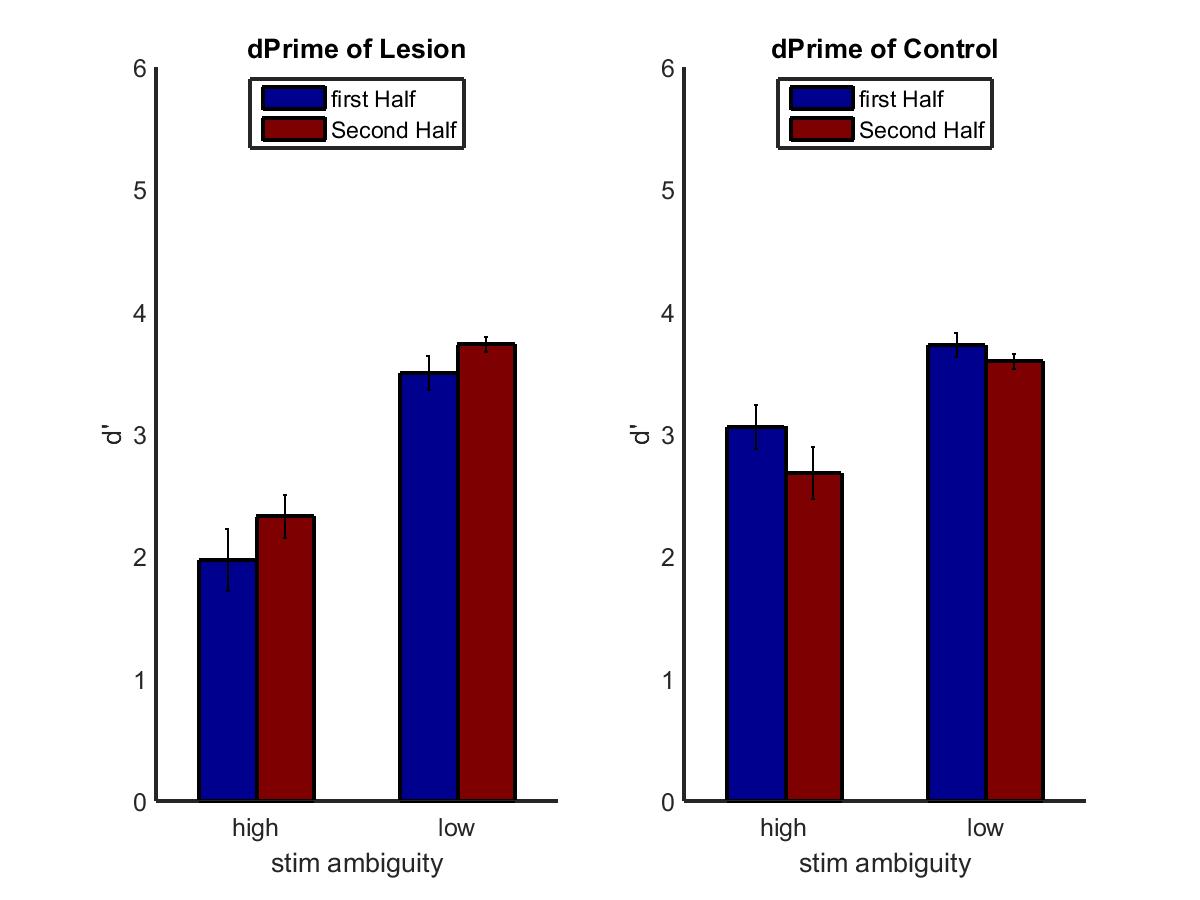 dPrime of Lesion
first Half
Second Half
6
5
4
3
2
1
0
d'
high
low
stim ambiguity
dPrime of Control
first Half
Second Half
6
5
4
3
2
1
0
d'
high
low
stim ambiguity